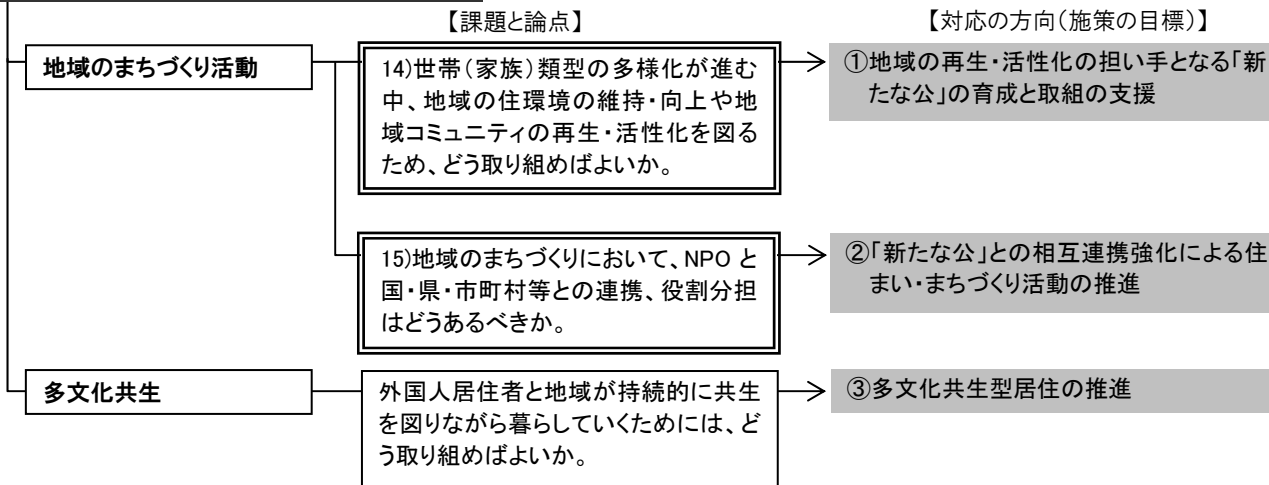 【課題と論点】
【対応の方向(施策の目標)】
地域のまちづくり活動
14)世帯(家族)類型の多様化が進む
中、地域の住環境の維持・向上や地
域コミュニティの再生・活性化を図る
ため、どう取り組めばよいか。
①地域の再生・活性化の担い手となる「新
たな公」の育成と取組の支援
15)地域のまちづくりにおいて、NPO と
国・県・市町村等との連携、役割分担
はどうあるべきか。
②「新たな公」との相互連携強化による住
まい・まちづくり活動の推進
多文化共生
外国人居住者と地域が持続的に共生
を図りながら暮らしていくためには、ど
う取り組めばよいか。
③多文化共生型居住の推進